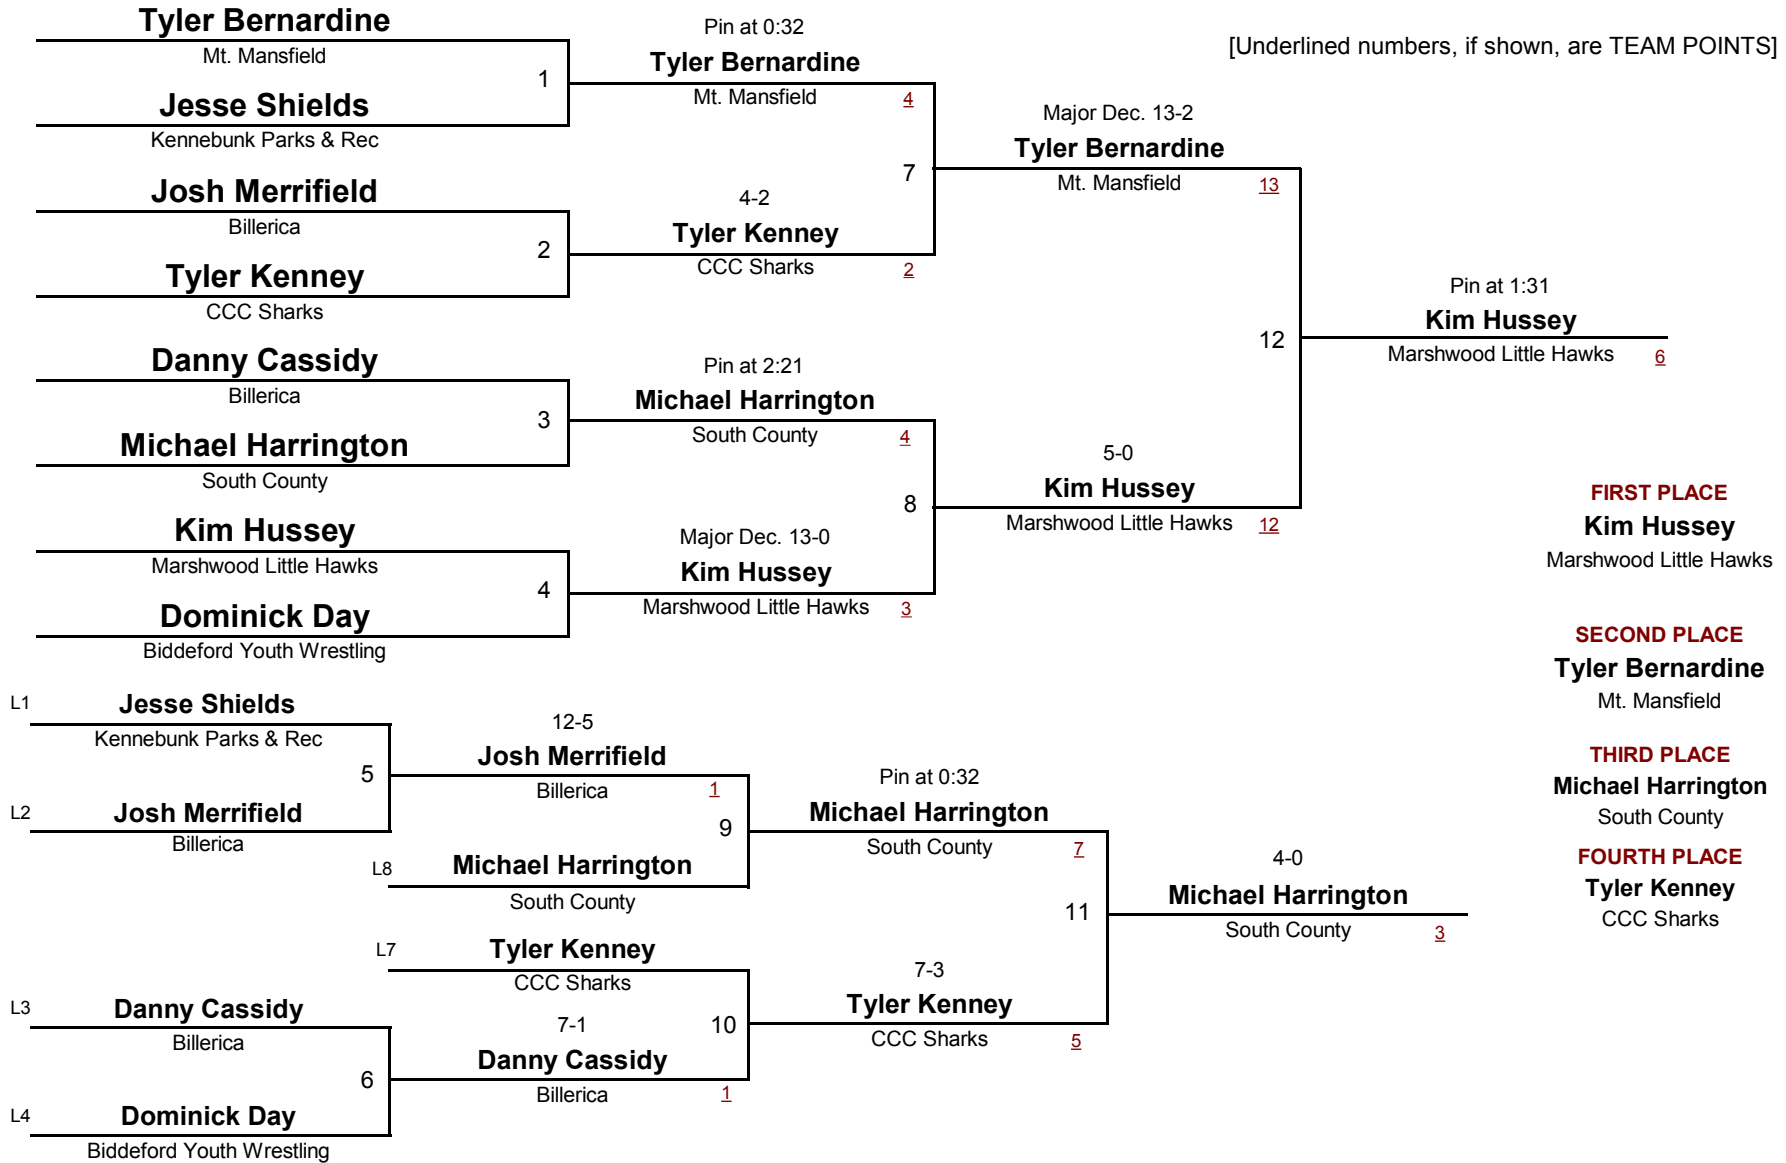 Tyler Bernardine
Mt. Mansfield
1
Jesse Shields
Kennebunk Parks & Rec
Josh Merrifield
Billerica
2
Tyler Kenney
CCC Sharks
Danny Cassidy
Billerica
3
Michael Harrington
South County
Kim Hussey
Marshwood Little Hawks
4
Dominick Day
Biddeford Youth Wrestling
Pin at 0:32
Tyler Bernardine
Mt. Mansfield 4
7
4-2
Tyler Kenney
CCC Sharks 2
Pin at 2:21
Michael Harrington
South County 4
8
Major Dec. 13-0
Kim Hussey
Marshwood Little Hawks 3
[Underlined numbers, if shown, are TEAM POINTS]
Major Dec. 13-2
Tyler Bernardine
Mt. Mansfield 13
12
5-0
Kim Hussey
Marshwood Little Hawks 12
Pin at 1:31
Kim Hussey
Marshwood Little Hawks 6
FIRST PLACE
Kim Hussey
Marshwood Little Hawks
SECOND PLACE
Tyler Bernardine
Mt. Mansfield
THIRD PLACE
Michael Harrington
South County
FOURTH PLACE
Tyler Kenney
CCC Sharks
L1 Jesse Shields
Kennebunk Parks & Rec
5
L2 Josh Merrifield
Billerica
L3 Danny Cassidy
Billerica
6
L4 Dominick Day
Biddeford Youth Wrestling
12-5
Josh Merrifield
Billerica 1
9
L8 Michael Harrington
South County
L7 Tyler Kenney
CCC Sharks
10
7-1
Danny Cassidy
Billerica 1
Pin at 0:32
Michael Harrington
South County 7
11
7-3
Tyler Kenney
CCC Sharks 5
4-0
Michael Harrington
South County 3